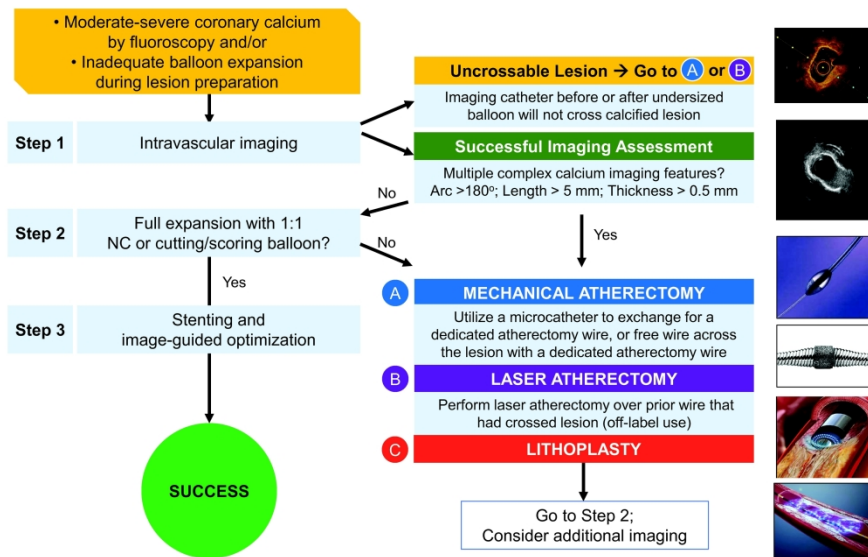 • Moderate-severe coronary calcium
by fluoroscopy and/or
• Inadequate balloon expansion
during lesion preparation
Uncrossable Lesion → Go to A or B
Imaging catheter before or after undersized
balloon will not cross calcified lesion
Step 1
Intravascular imaging
Successful Imaging Assessment
Multiple complex calcium imaging features?
Arc >180º; Length > 5 mm; Thickness > 0.5 mm
No
Yes
Step 2
Full expansion with 1:1
NC or cutting/scoring balloon?
No
Yes
A
MECHANICAL ATHERECTOMY
Utilize a microcatheter to exchange for a
dedicated atherectomy wire, or free wire across
the lesion with a dedicated atherectomy wire
Step 3
Stenting and
image-guided optimization
B
LASER ATHERECTOMY
Perform laser atherectomy over prior wire that
had crossed lesion (off-label use)
C
LITHOPLASTY
SUCCESS
Go to Step 2;
Consider additional imaging